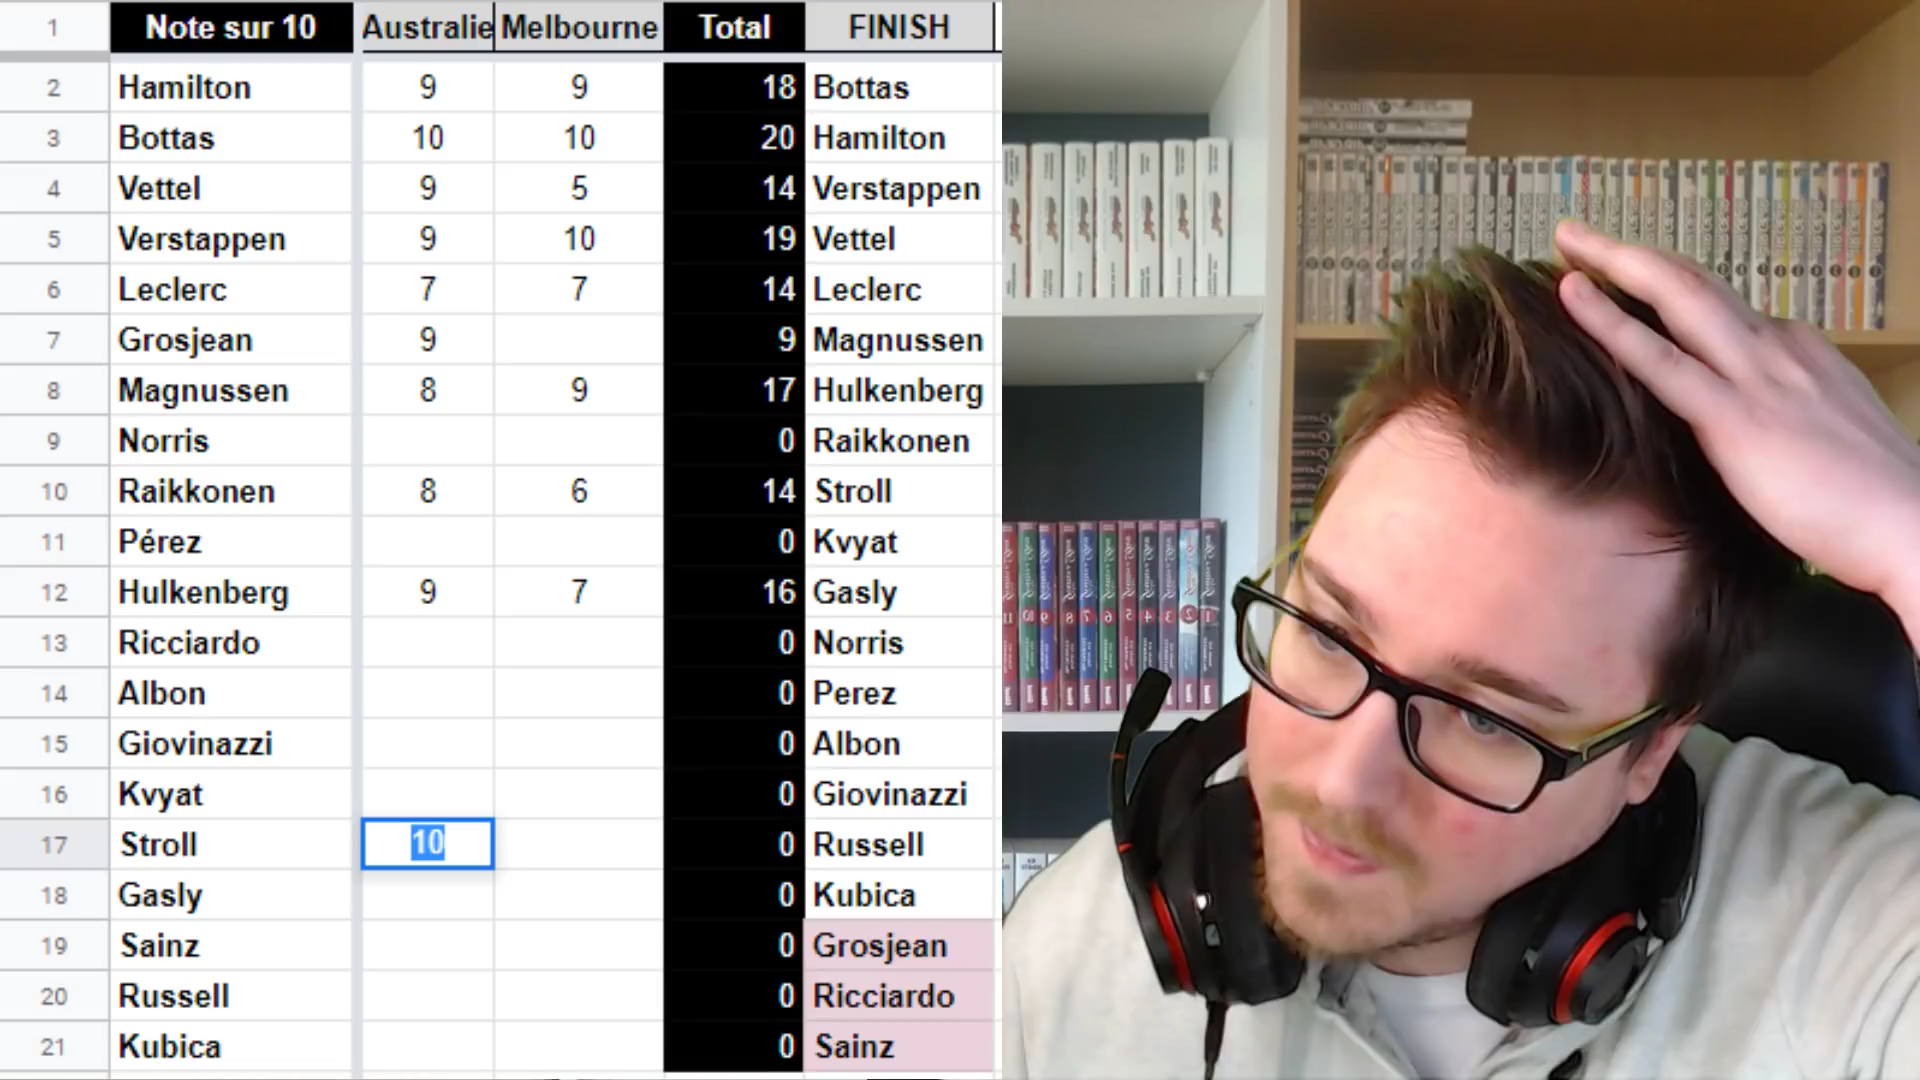 1 Note sur 10 Australie Melbourne Total FINISH
2 Hamilton 9 9 18 Bottas
3 Bottas 10 10 20 Hamilton
4 Vettel 9 5 14 Verstappen
5 Verstappen 9 10 19 Vettel
6 Leclerc 7 7 14 Leclerc
7 Grosjean 9 9 Magnussen
8 Magnussen 8 9 17 Hulkenberg
9 Norris 0 Raikkonen
10 Raikkonen 8 6 14 Stroll
11 Pérez 0 Kvyat
12 Hulkenberg 9 7 16 Gasly
13 Ricciardo 0 Norris
14 Albon 0 Perez
15 Giovinazzi 0 Albon
16 Kvyat 0 Giovinazzi
17 Stroll 10 0 Russell
18 Gasly 0 Kubica
19 Sainz 0 Grosjean
20 Russell 0 Ricciardo
21 Kubica 0 Sainz